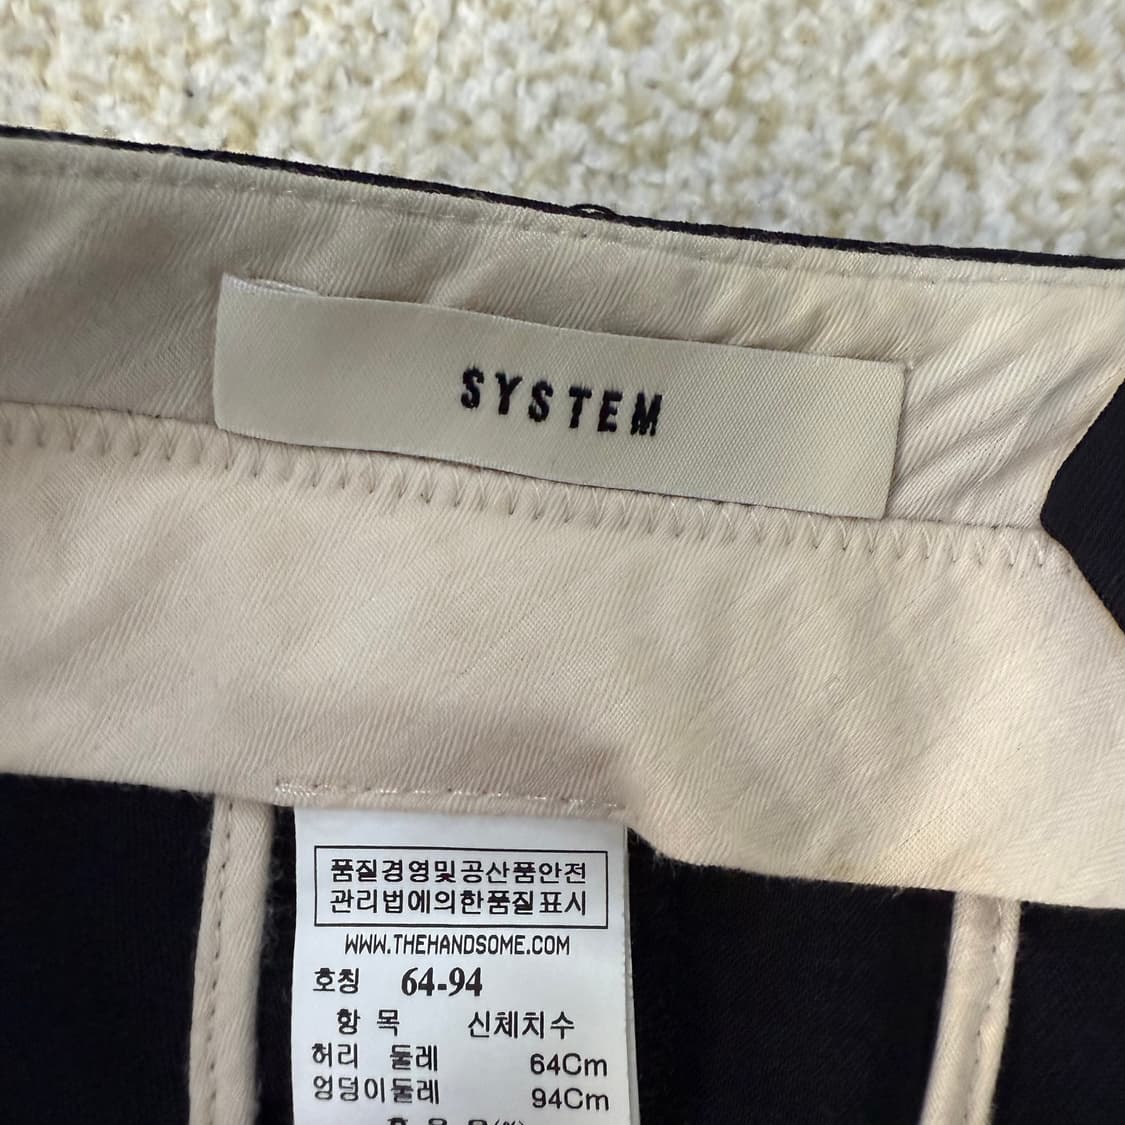 SYSTEM
품질경영및공산품안전
관리법에의한품질표시
WWW.THEHANDSOME.COM
호칭 64-94
항 목 신체치수
허리 둘레 64Cm
엉덩이둘레 94Cm